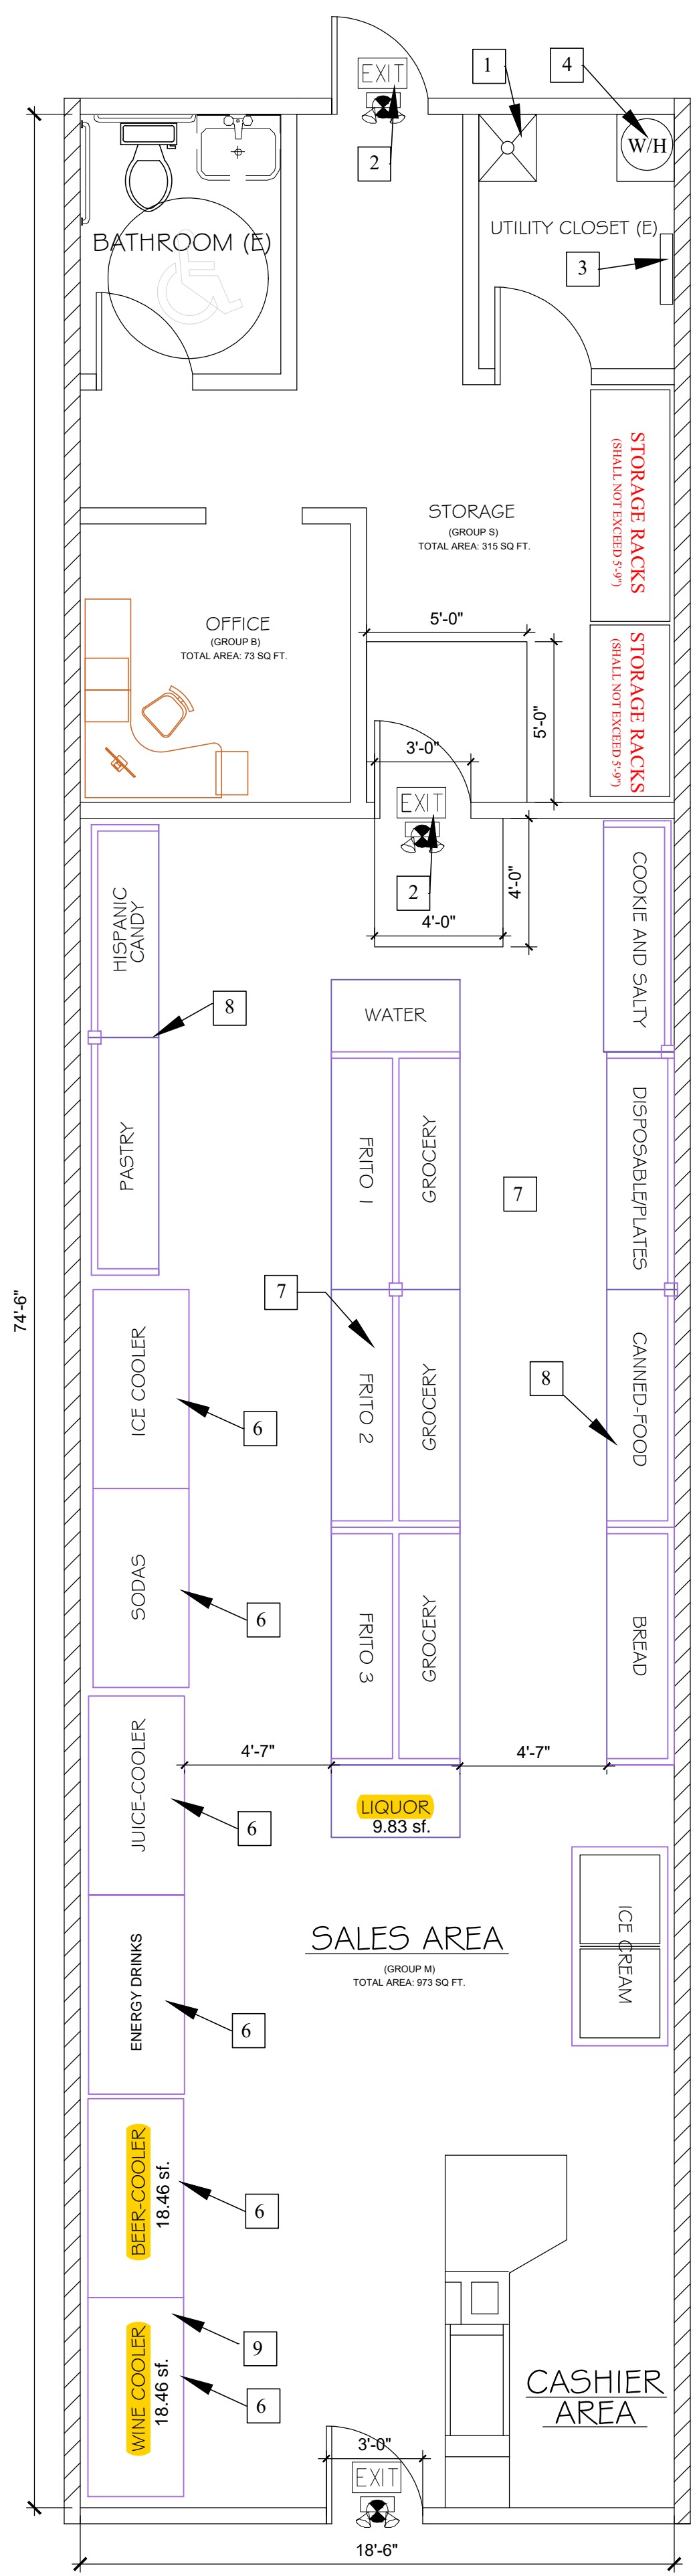 EXIT
1
4
2
W/H
BATHROOM (E)
UTILITY CLOSET (E)
3
STORAGE RACKS
(SHALL NOT EXCEED 5'-9")
STORAGE
(GROUP S)
TOTAL AREA: 315 SQ FT.
OFFICE
(GROUP B)
TOTAL AREA: 73 SQ FT.
5'-0"
STORAGE RACKS
(SHALL NOT EXCEED 5'-9")
5'-0"
3'-0"
EXIT
2
4'-0"
4'-0"
HISPANIC
CANDY
COOKIE AND SALTY
8
WATER
PASTRY
FRITO 1
GROCERY
7
DISPOSABLE/PLATES
74'-6"
7
ICE COOLER
FRITO 2
GROCERY
8
CANNED-FOOD
6
SODAS
6
FRITO 3
GROCERY
BREAD
4'-7"
4'-7"
JUICE-COOLER
6
LIQUOR
9.83 sf.
SALES AREA
(GROUP M)
TOTAL AREA: 973 SQ FT.
ICE CREAM
ENERGY DRINKS
6
BEER-COOLER
18.46 sf.
6
9
WINE COOLER
18.46 sf.
6
CASHIER
AREA
3'-0"
EXIT
18'-6"